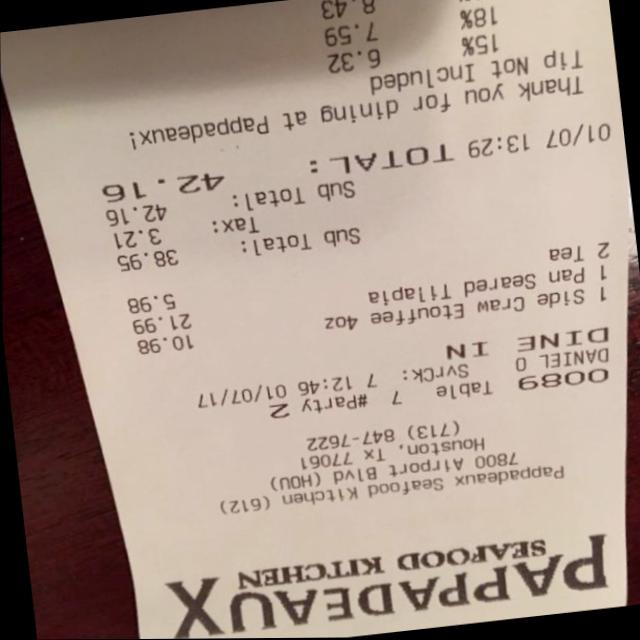 PAPPADEAUX
SEAFOOD KITCHEN
Pappadeaux Seafood Kitchen (612)
7800 Airport Blvd (HOU)
Houston, Tx 77061
(713) 847-7622
0089 Table 7 #Party 2
DANIEL O SvrCk: 7 12:46 01/07/17
DINE IN
1 Side Craw Etouffee 4oz 10.98
1 Pan Seared Tilapia 21.99
2 Tea 5.98
Sub Total: 38.95
Tax: 3.21
Sub Total: 42.16
01/07 13:29 TOTAL: 42.16
Thank you for dining at Pappadeaux!
Tip Not Included
15% 6.32
18% 7.59
8.43